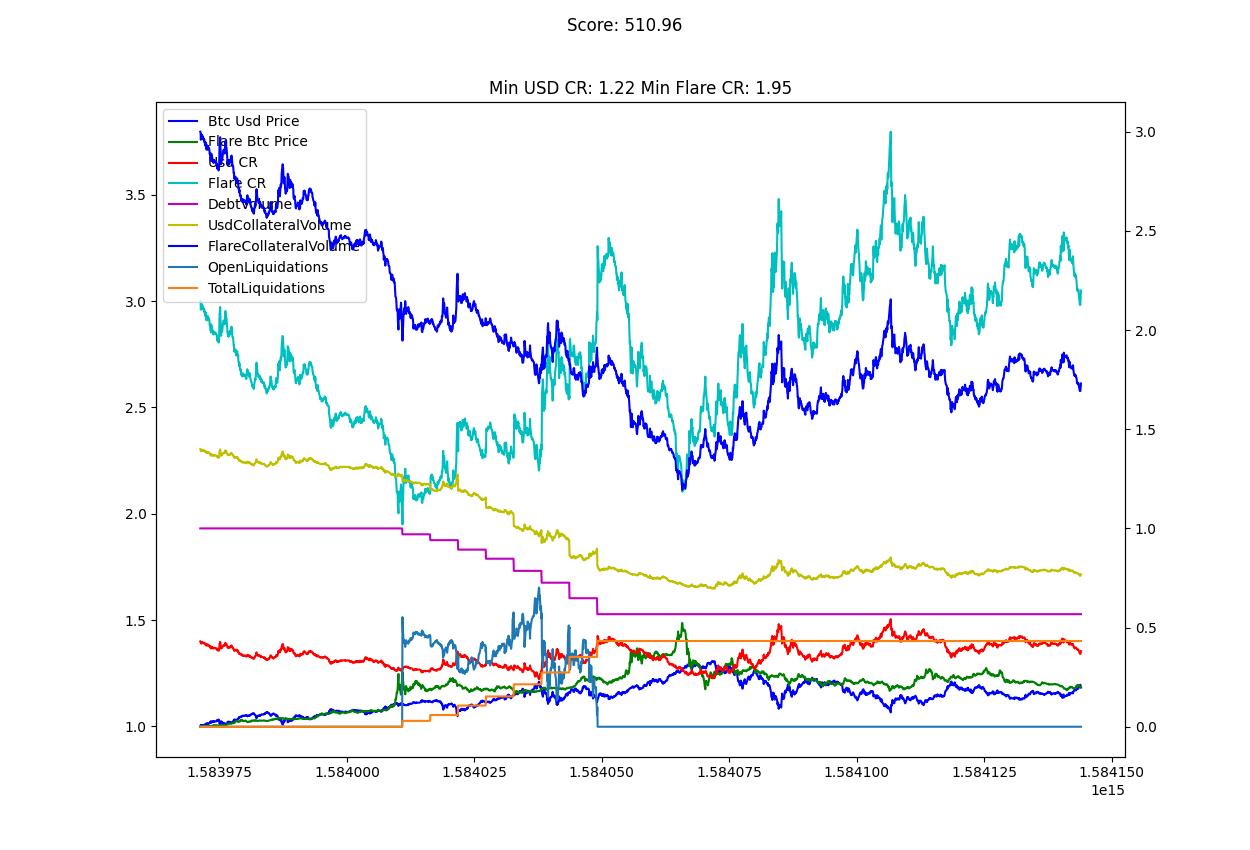 Score: 510.96
Min USD CR: 1.22 Min Flare CR: 1.95
Btc Usd Price
Flare Btc Price
Usd CR
Flare CR
DebtVolume
UsdCollateralVolume
FlareCollateralVolume
OpenLiquidations
TotalLiquidations
3.5
3.0
2.5
2.0
1.5
1.0
3.0
2.5
2.0
1.5
1.0
0.5
0.0
1.583975 1.584000 1.584025 1.584050 1.584075 1.584100 1.584125 1.584150
1e15